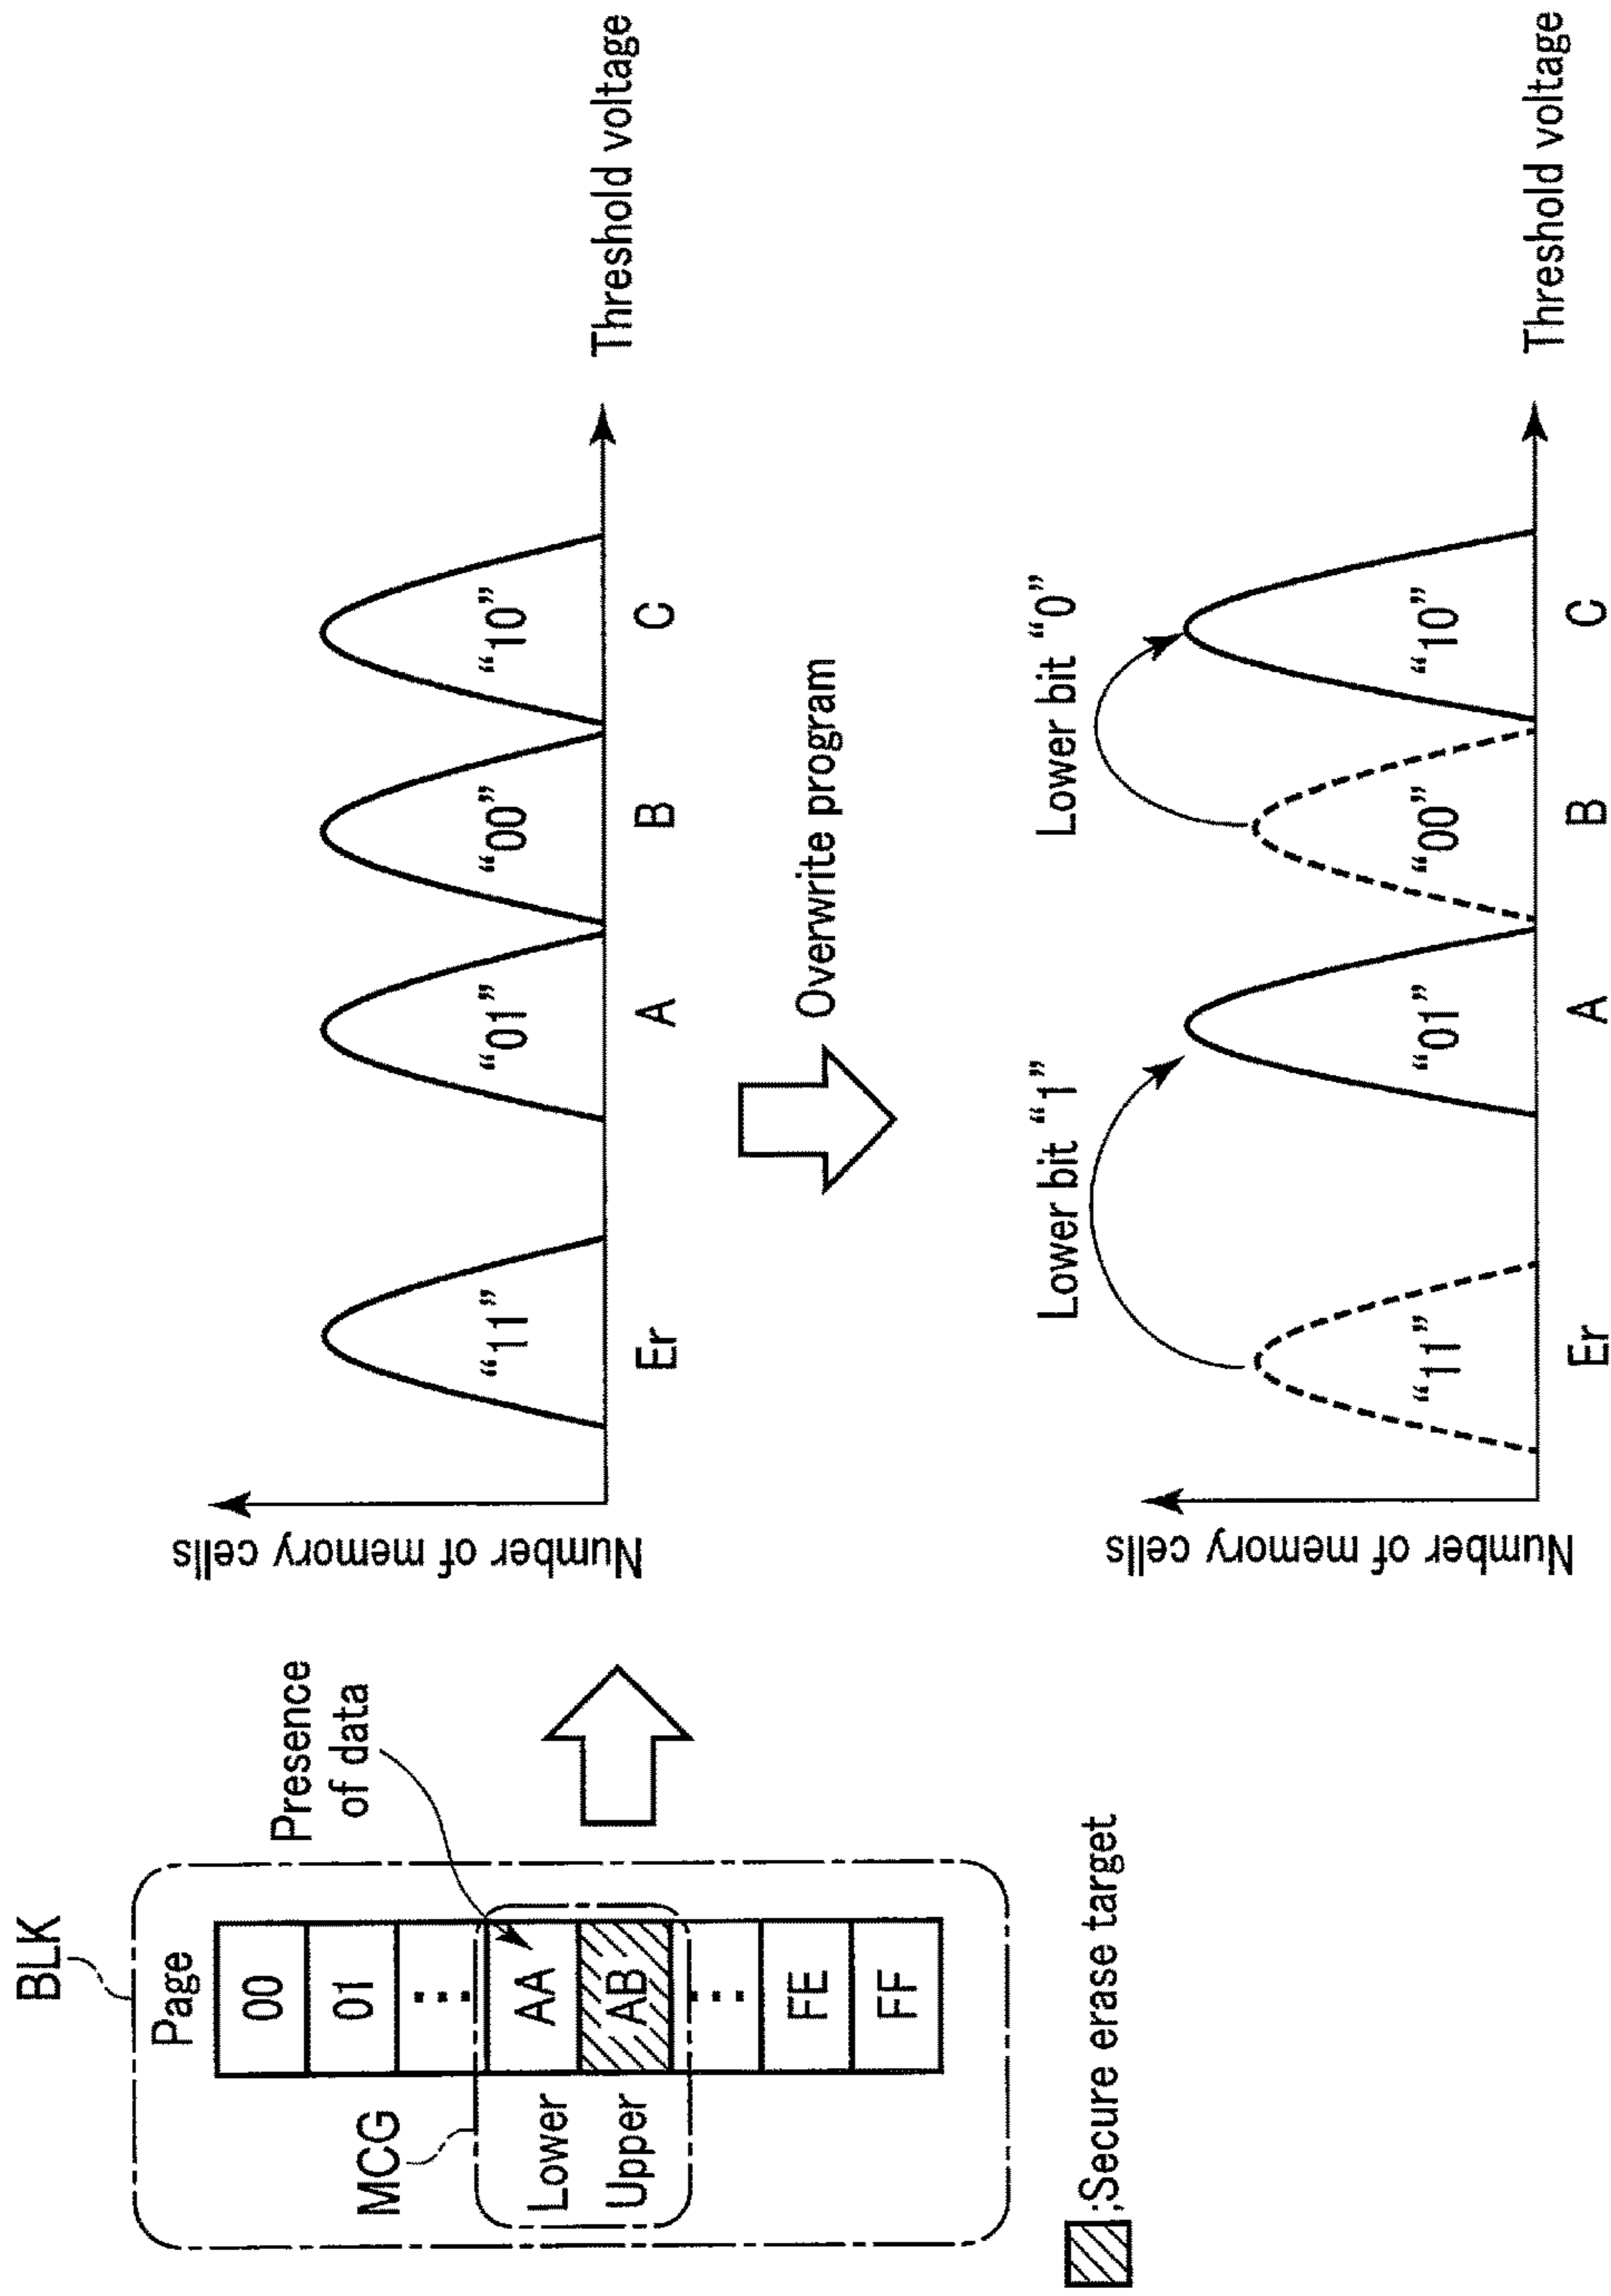 BLK
Page
00
01
...
AA
AB
...
FE
FF
MCG
Lower
Upper
Presence
of data
:Secure erase target
Number of memory cells
“11”
“01”
“00”
“10”
Er
A
B
C
Threshold voltage
Overwrite program
Number of memory cells
Lower bit “1”
Lower bit “0”
“11”
“01”
“00”
“10”
Er
A
B
C
Threshold voltage